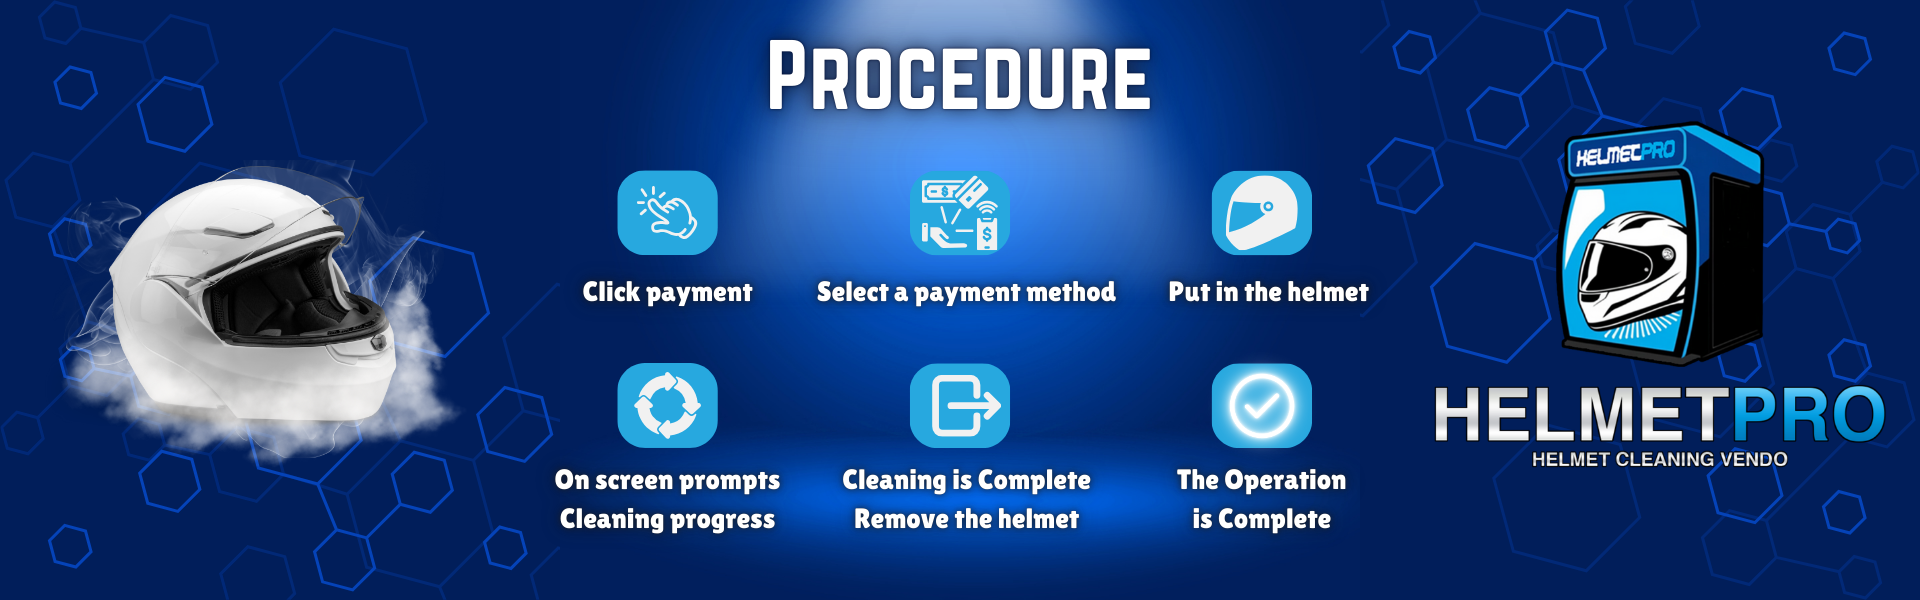 PROCEDURE
Click payment
Select a payment method
Put in the helmet
On screen prompts
Cleaning progress
Cleaning is Complete
Remove the helmet
The Operation
is Complete
HELMETPRO
HELMETPRO
HELMET CLEANING VENDO